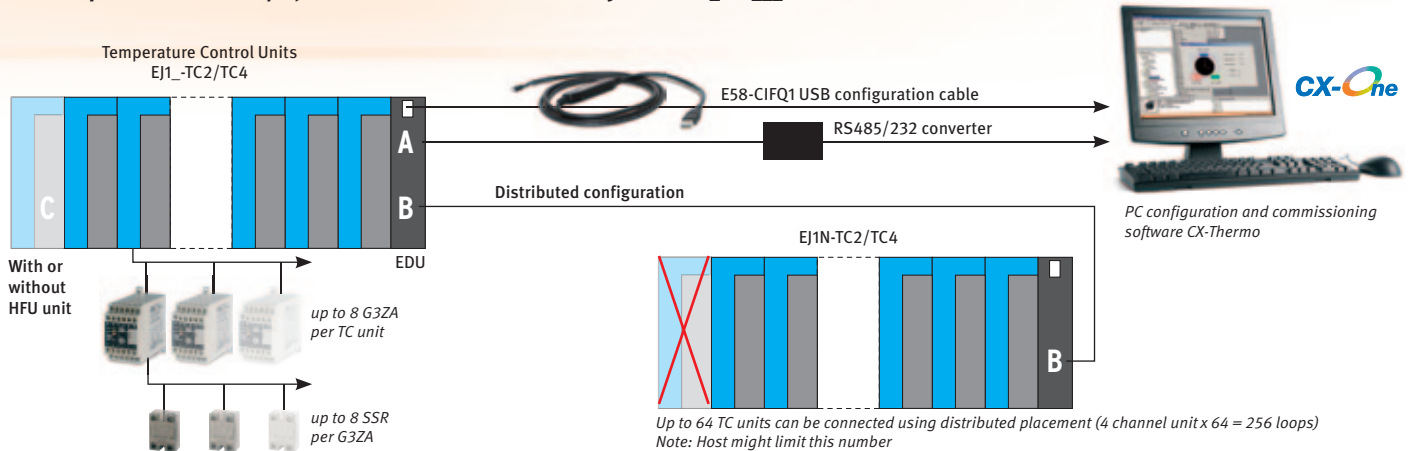 Temperature Control Units
EJ1_-TC2/TC4
E58-CIFQ1 USB configuration cable
CX-One
RS485/232 converter
A
B
C
Distributed configuration
PC configuration and commissioning
software CX-Thermo
EJ1N-TC2/TC4
EDU
With or
without
HFU unit
up to 8 G3ZA
per TC unit
B
up to 8 SSR
per G3ZA
Up to 64 TC units can be connected using distributed placement (4 channel unit x 64 = 256 loops)
Note: Host might limit this number